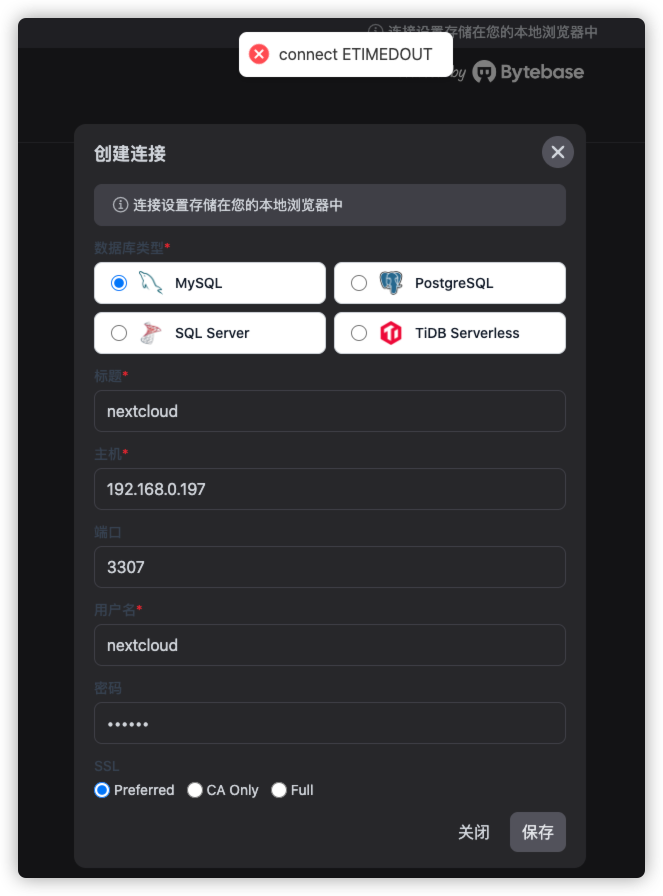 连接设置存储在您的本地浏览器中
connect ETIMEDOUT
by Bytebase
创建连接
连接设置存储在您的本地浏览器中
数据库类型*
MySQL
PostgreSQL
SQL Server
TiDB Serverless
标题*
nextcloud
主机*
192.168.0.197
端口
3307
用户名*
nextcloud
密码
••••••
SSL
Preferred CA Only Full
关闭 保存